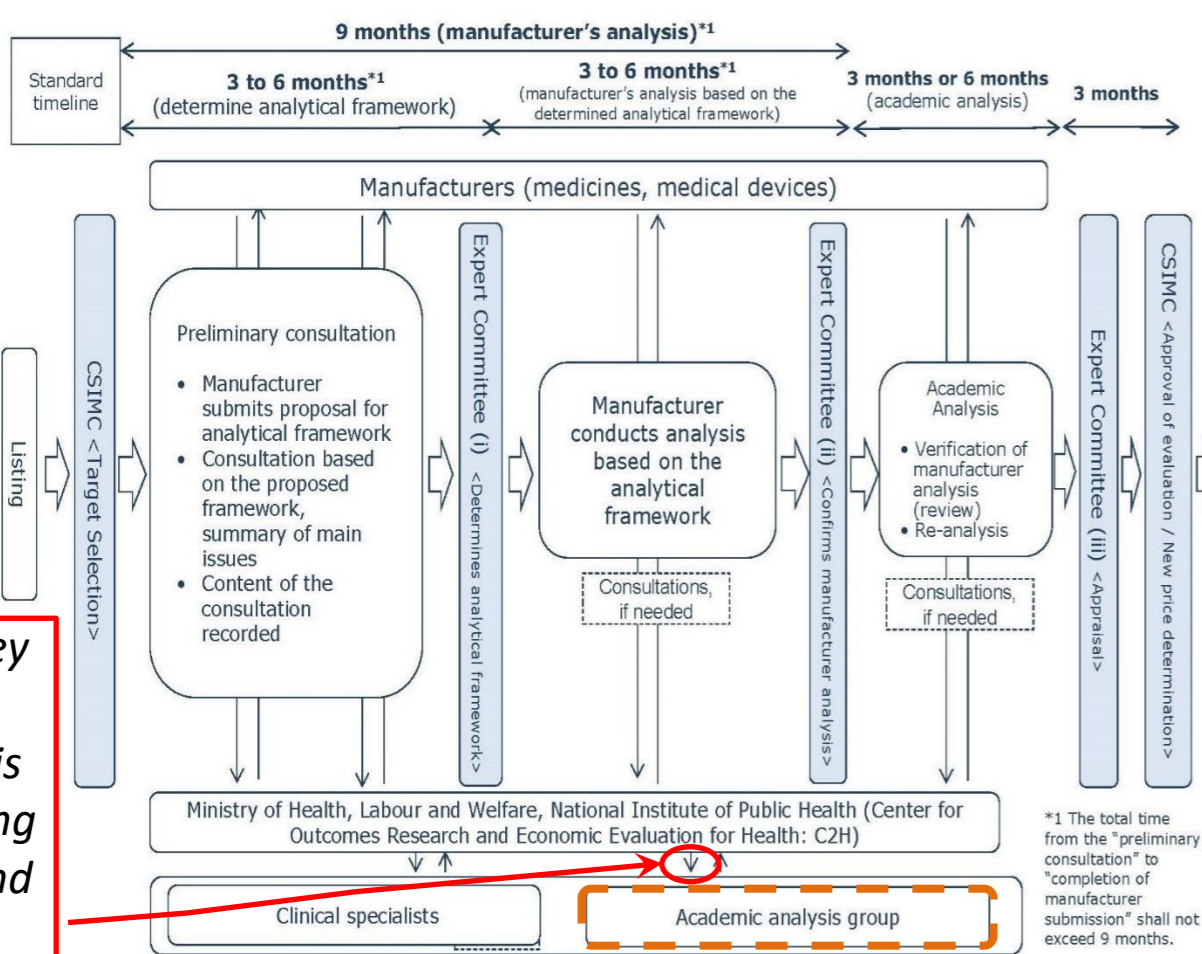 9 months (manufacturer's analysis)*1
Standard
timeline
3 to 6 months*1
(determine analytical framework)
3 to 6 months*1
(manufacturer's analysis based on the
determined analytical framework)
3 months or 6 months
(academic analysis)
3 months
Manufacturers (medicines, medical devices)
Listing
CSIMC <Target Selection>
Preliminary consultation
• Manufacturer
submits proposal for
analytical framework
• Consultation based
on the proposed
framework,
summary of main
issues
• Content of the
consultation
recorded
Expert Committee (i) <Determines analytical framework>
Manufacturer
conducts analysis
based on the
analytical
framework
Consultations,
if needed
Expert Committee (ii) <Confirms manufacturer analysis>
Academic
Analysis
• Verification of
manufacturer
analysis
(review)
• Re-analysis
Consultations,
if needed
Expert Committee (iii) <Appraisal>
CSIMC <Approval of evaluation / New price determination>
ey
is
ng
nd
Ministry of Health, Labour and Welfare, National Institute of Public Health (Center for
Outcomes Research and Economic Evaluation for Health: C2H)
Clinical specialists
Academic analysis group
*1 The total time
from the "preliminary
consultation" to
"completion of
manufacturer
submission" shall not
exceed 9 months.